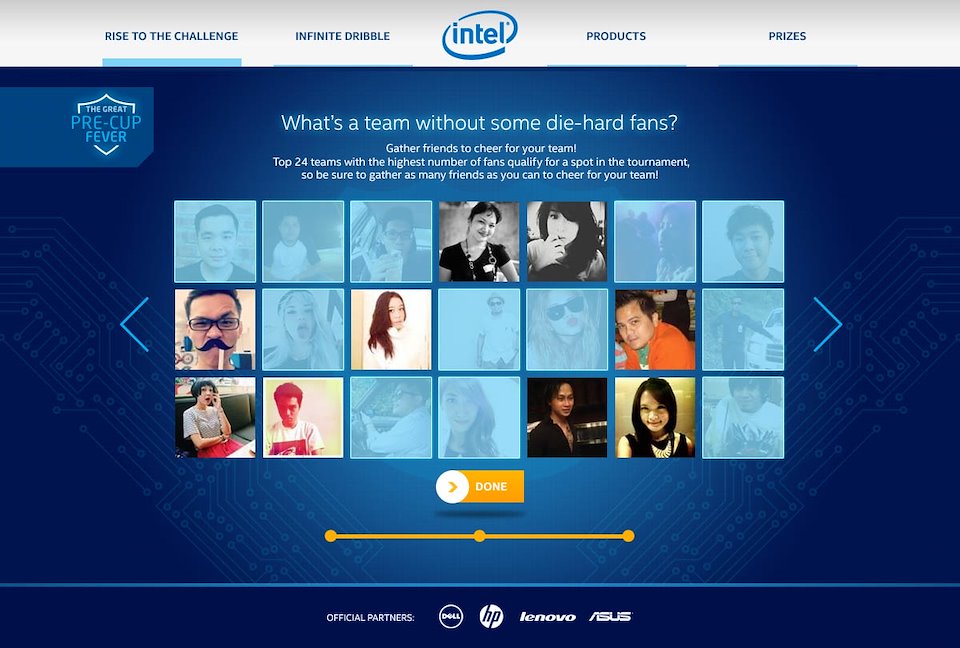 RISE TO THE CHALLENGE
INFINITE DRIBBLE
intel
PRODUCTS
PRIZES
THE GREAT
PRE-CUP
FEVER
What's a team without some die-hard fans?
Gather friends to cheer for your team!
Top 24 teams with the highest number of fans qualify for a spot in the tournament,
so be sure to gather as many friends as you can to cheer for your team!
DONE
OFFICIAL PARTNERS:
DELL
hp
lenovo
ASUS